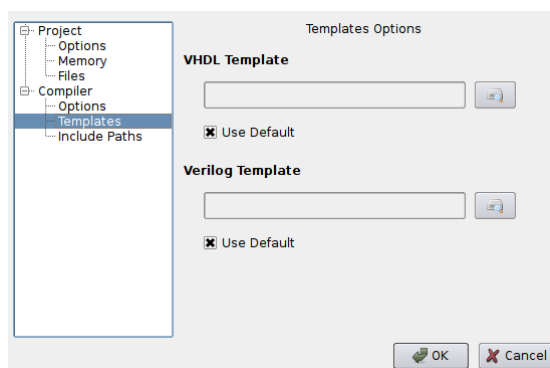 Project
Options
Memory
Files
Compiler
Options
Templates
Include Paths
Templates Options
VHDL Template
Use Default
Verilog Template
Use Default
OK
Cancel